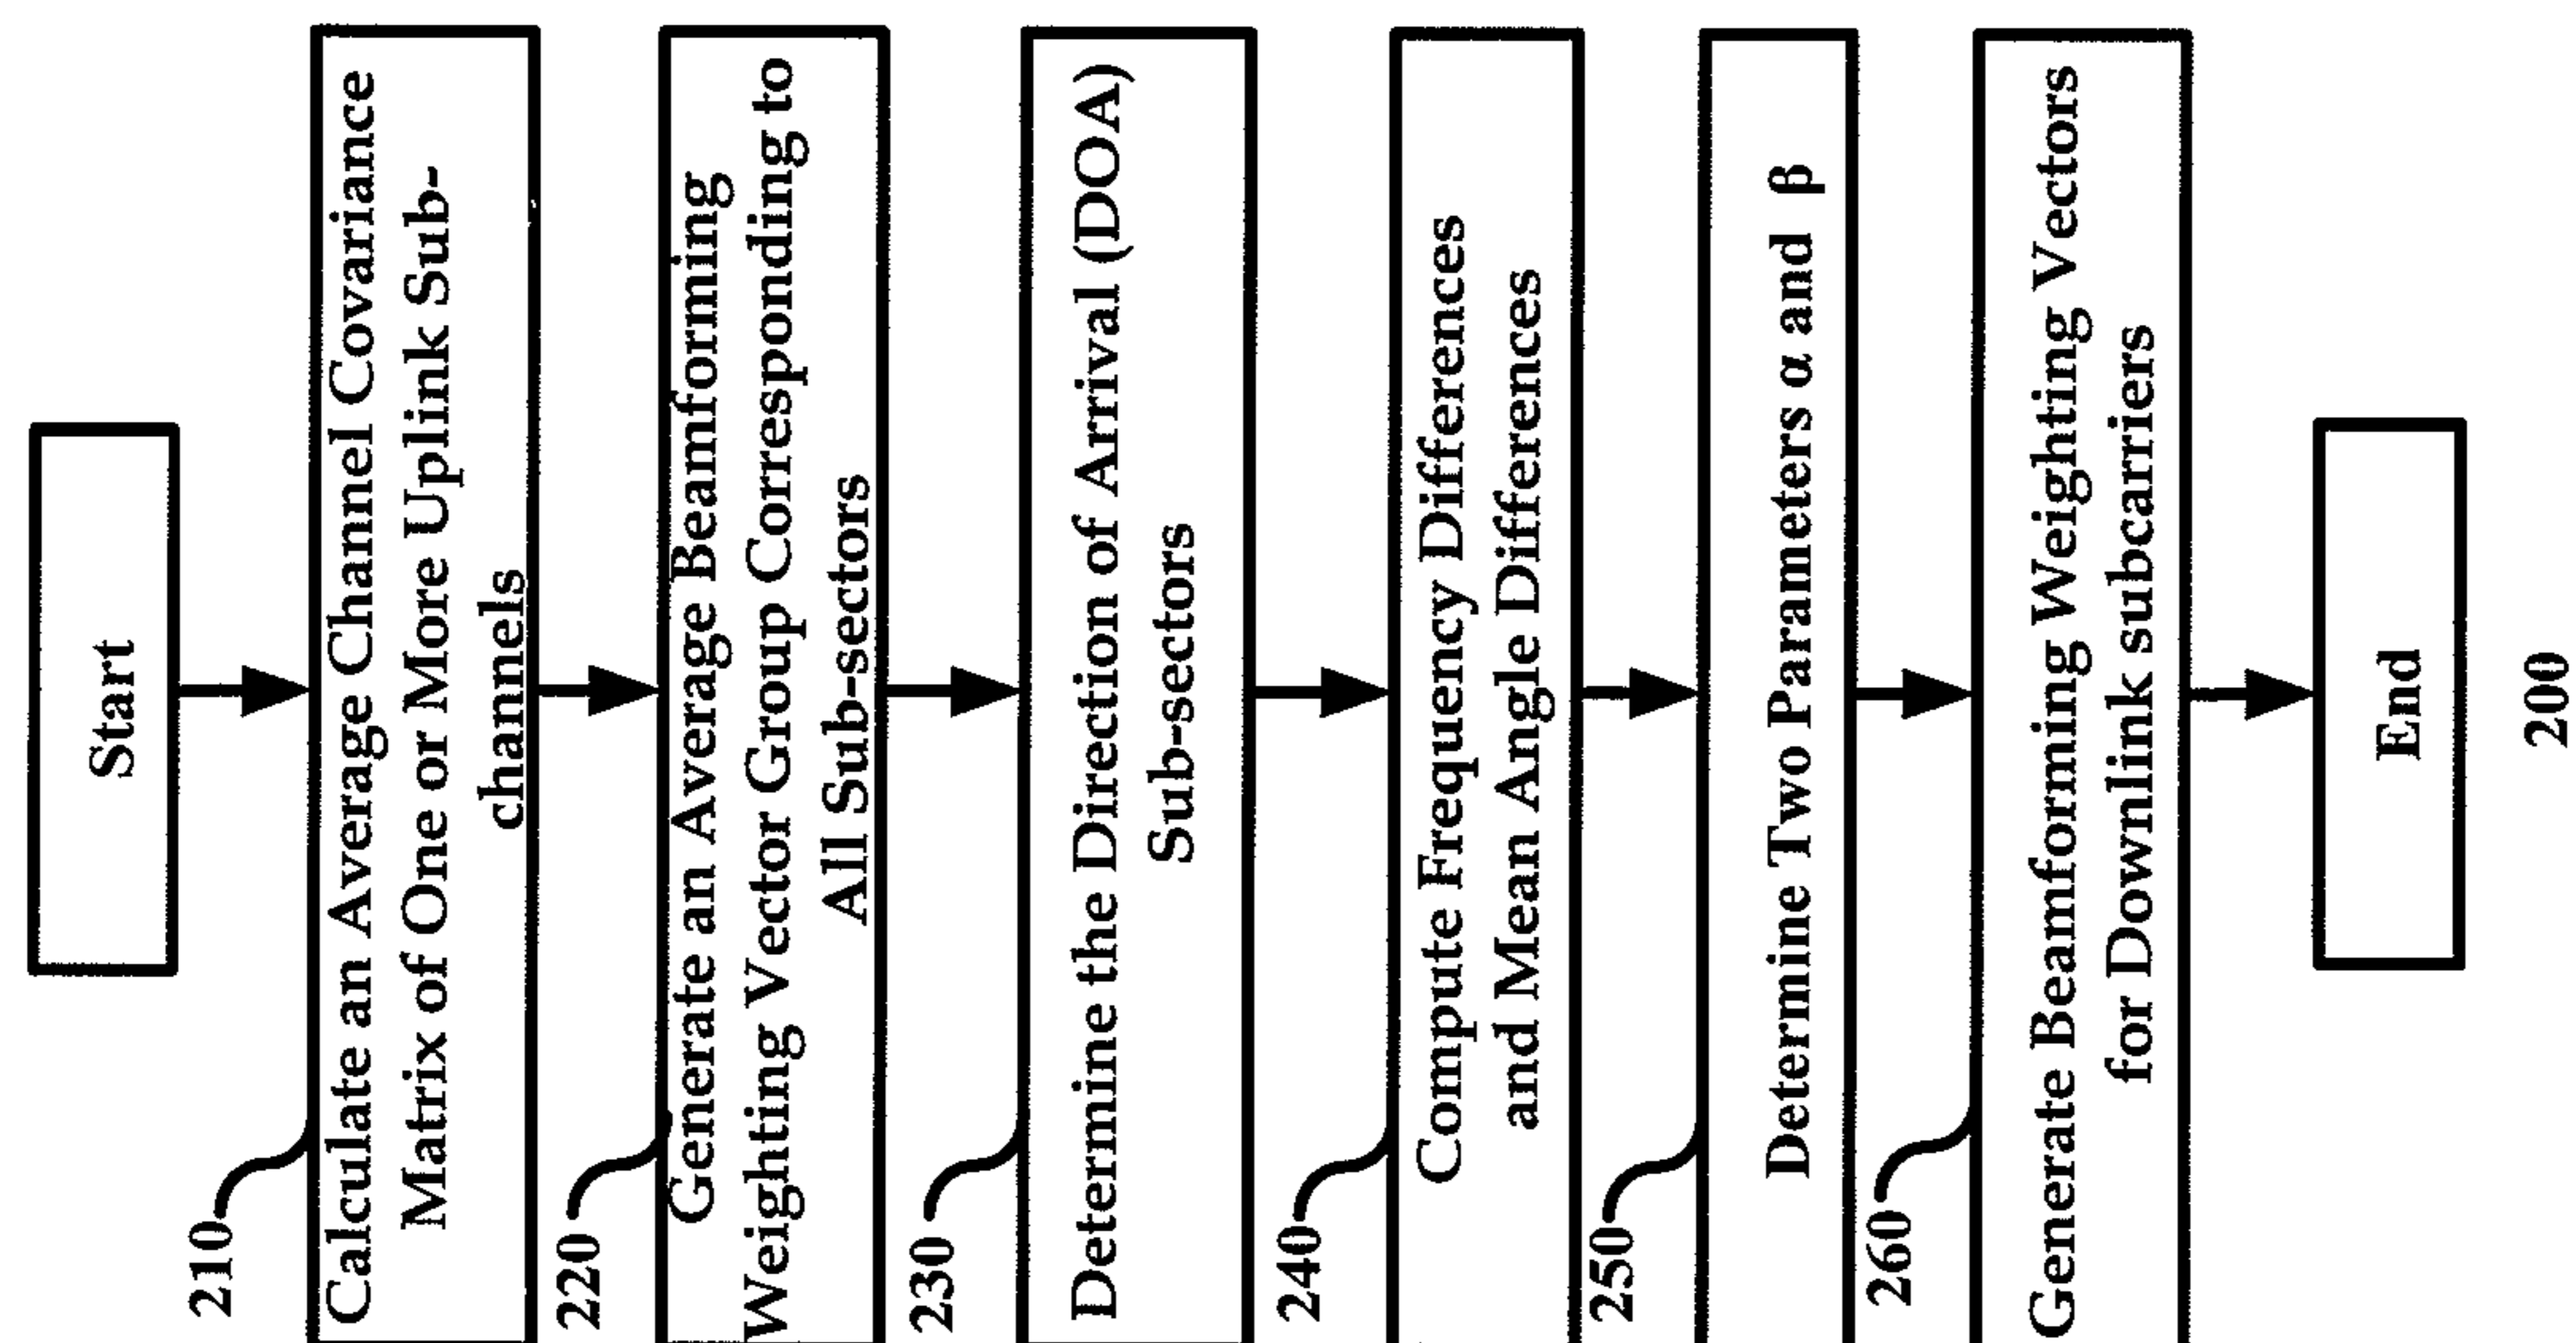 Start
210
Calculate an Average Channel Covariance
Matrix of One or More Uplink Sub-
channels
220
Generate an Average Beamforming
Weighting Vector Group Corresponding to
All Sub-sectors
230
Determine the Direction of Arrival (DOA)
Sub-sectors
240
Compute Frequency Differences
and Mean Angle Differences
250
Determine Two Parameters α and β
260
Generate Beamforming Weighting Vectors
for Downlink subcarriers
End
200